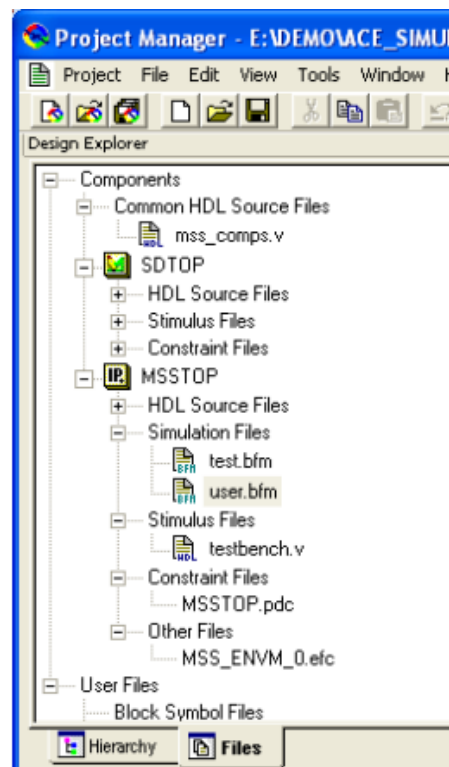 Project Manager - E:\DEMO\ACE_SIMU
Project File Edit View Tools Window
Design Explorer
Components
Common HDL Source Files
mss_comps.v
SDTOP
HDL Source Files
Stimulus Files
Constraint Files
MSSTOP
HDL Source Files
Simulation Files
test.bfm
user.bfm
Stimulus Files
testbench.v
Constraint Files
MSSTOP.pdc
Other Files
MSS_ENVM_0.efc
User Files
Block Symbol Files
Hierarchy Files